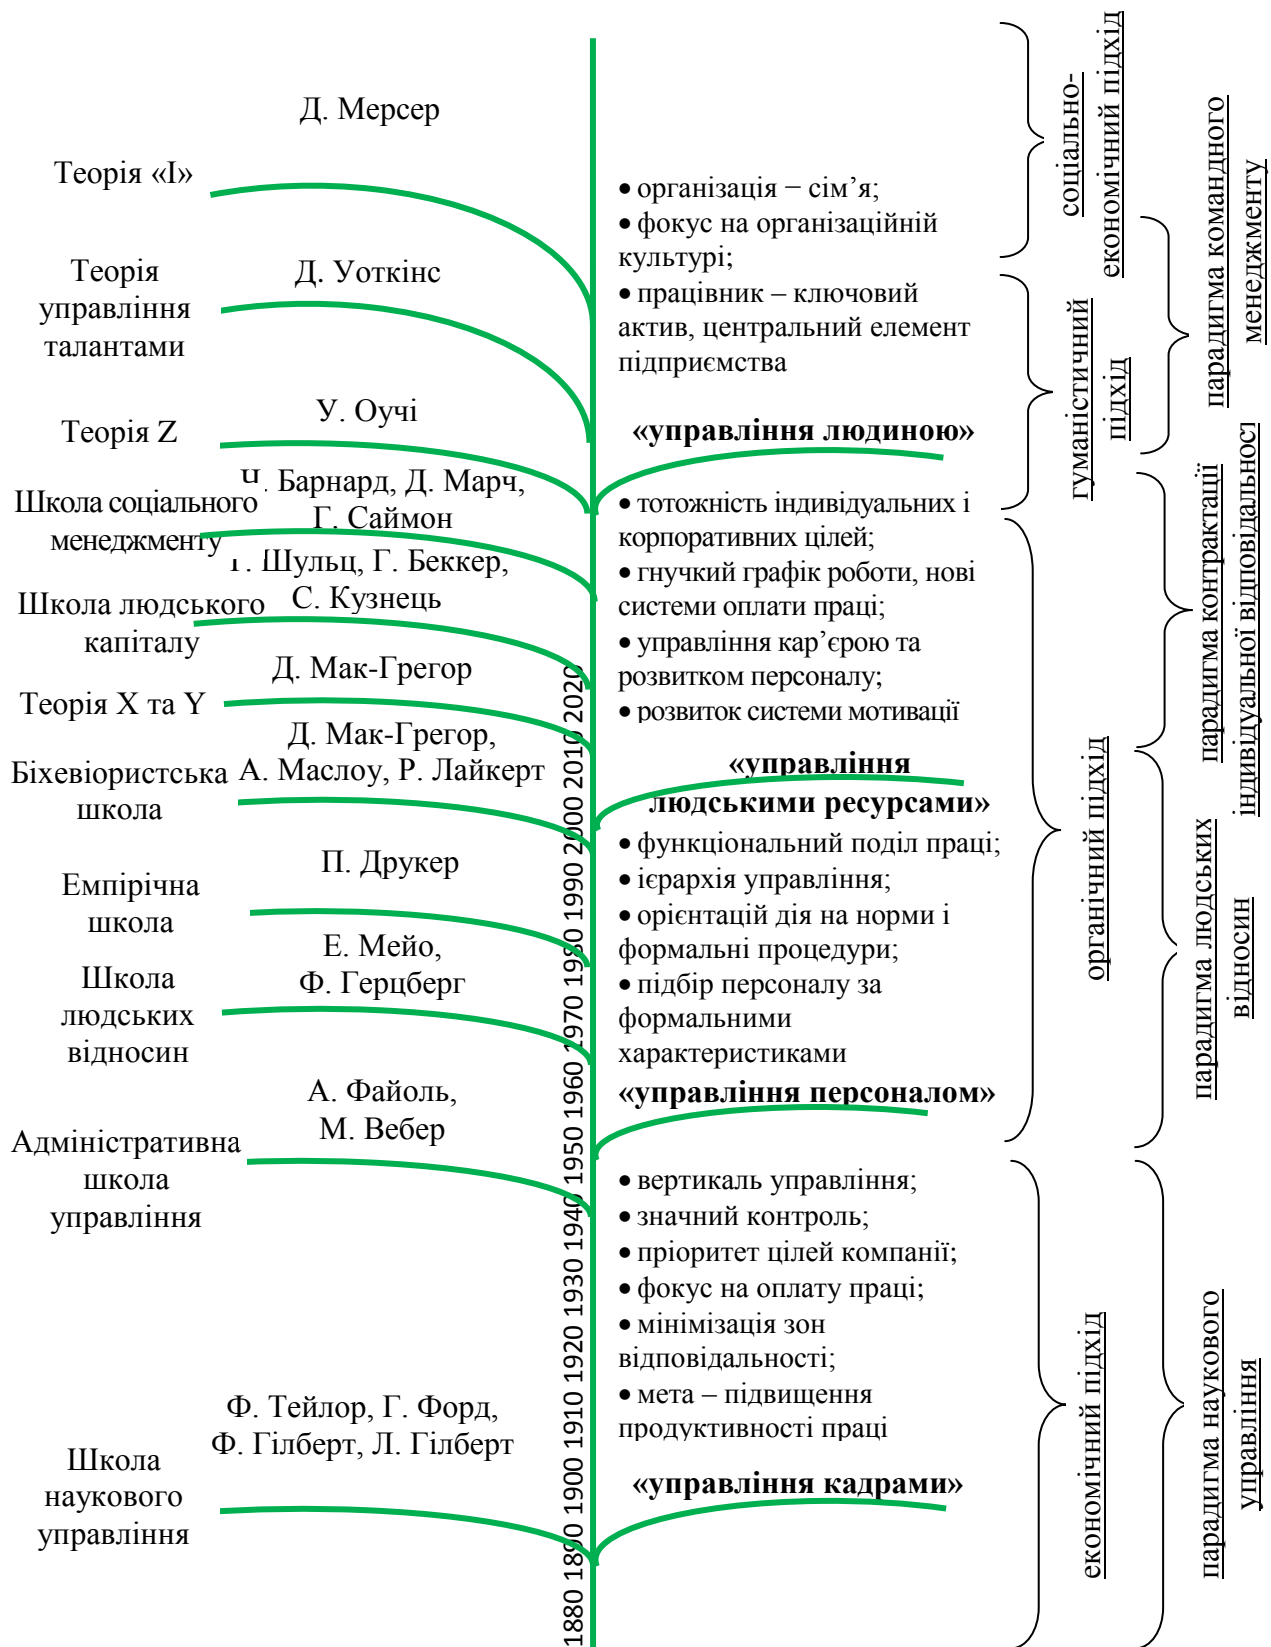 Д. Мерсер
Теорія «І»
Теорія
управління
талантами
Д. Уоткінс
Теорія Z
У. Оучі
Школа соціального
менеджменту
Ч. Барнард, Д. Марч,
Г. Саймон
Школа людського
капіталу
Шульц, Г. Беккер,
С. Кузнець
Теорія X та Y
Д. Мак-Грегор
Біхевіористська
школа
Д. Мак-Грегор,
А. Маслоу, Р. Лайкерт
Емпірічна
школа
П. Друкер
Школа
людських
відносин
Е. Мейо,
Ф. Герцберг
Адміністративна
школа
управління
А. Файоль,
М. Вебер
Школа
наукового
управління
Ф. Тейлор, Г. Форд,
Ф. Гілберт, Л. Гілберт
1880 1890 1900 1910 1920 1930 1940 1950 1960 1970 1980 1990 2000 2010 2020
• організація − сім’я;
• фокус на організаційній
культурі;
• працівник – ключовий
актив, центральний елемент
підприємства
«управління людиною»
• тотожність індивідуальних і
корпоративних цілей;
• гнучкий графік роботи, нові
системи оплати праці;
• управління кар’єрою та
розвитком персоналу;
• розвиток системи мотивації
«управління
людськими ресурсами»
• функціональний поділ праці;
• ієрархія управління;
• орієнтацій дія на норми і
формальні процедури;
• підбір персоналу за
формальними
характеристиками
«управління персоналом»
• вертикаль управління;
• значний контроль;
• пріоритет цілей компанії;
• фокус на оплату праці;
• мінімізація зон
відповідальності;
• мета – підвищення
продуктивності праці
«управління кадрами»
соціально-
економічний підхід
гуманістичний
підхід
органічний підхід
економічний підхід
парадигма командного
менеджменту
парадигма контрактації
індивідуальної відповідальності
парадигма людських
відносин
парадигма наукового
управління